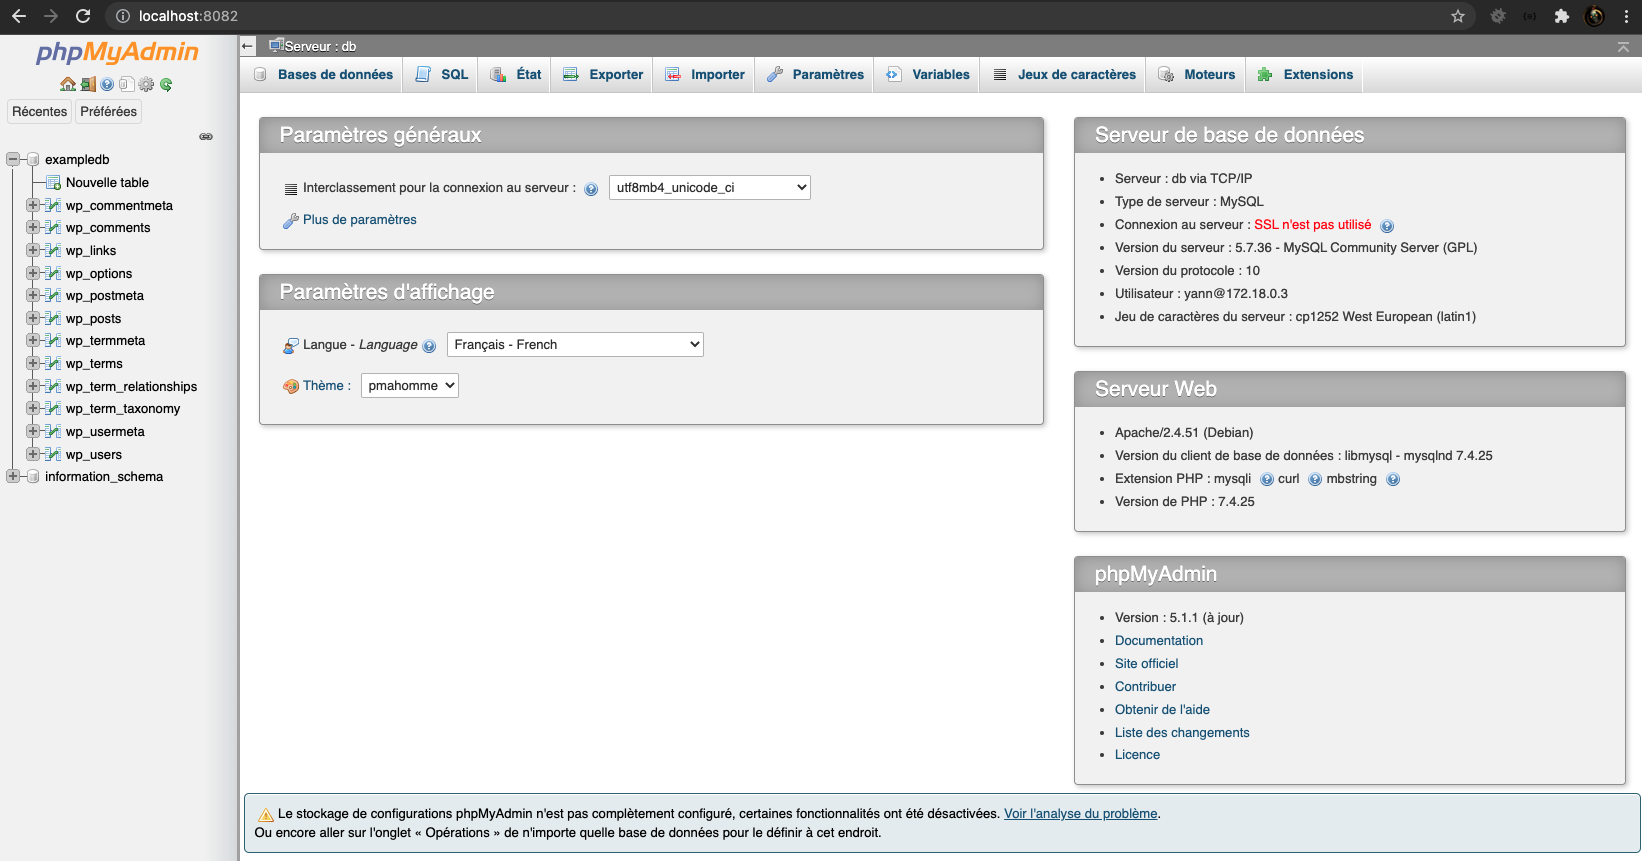 localhost:8082
phpMyAdmin
Récentes
Préférées
exampledb
Nouvelle table
wp_commentmeta
wp_comments
wp_links
wp_options
wp_postmeta
wp_posts
wp_termmeta
wp_terms
wp_term_relationships
wp_term_taxonomy
wp_usermeta
wp_users
information_schema
Serveur : db
Bases de données
SQL
État
Exporter
Importer
Paramètres
Variables
Jeux de caractères
Moteurs
Extensions
Paramètres généraux
Interclassement pour la connexion au serveur : utf8mb4_unicode_ci
Plus de paramètres
Paramètres d'affichage
Langue - Language Français - French
Thème : pmahomme
Serveur de base de données
Serveur : db via TCP/IP
Type de serveur : MySQL
Connexion au serveur : SSL n'est pas utilisé
Version du serveur : 5.7.36 - MySQL Community Server (GPL)
Version du protocole : 10
Utilisateur : yann@172.18.0.3
Jeu de caractères du serveur : cp1252 West European (latin1)
Serveur Web
Apache/2.4.51 (Debian)
Version du client de base de données : libmysql - mysqlnd 7.4.25
Extension PHP : mysqli curl mbstring
Version de PHP : 7.4.25
phpMyAdmin
Version : 5.1.1 (à jour)
Documentation
Site officiel
Contribuer
Obtenir de l'aide
Liste des changements
Licence
Le stockage de configurations phpMyAdmin n'est pas complètement configuré, certaines fonctionnalités ont été désactivées. Voir l'analyse du problème.
Ou encore aller sur l'onglet « Opérations » de n'importe quelle base de données pour le définir à cet endroit.